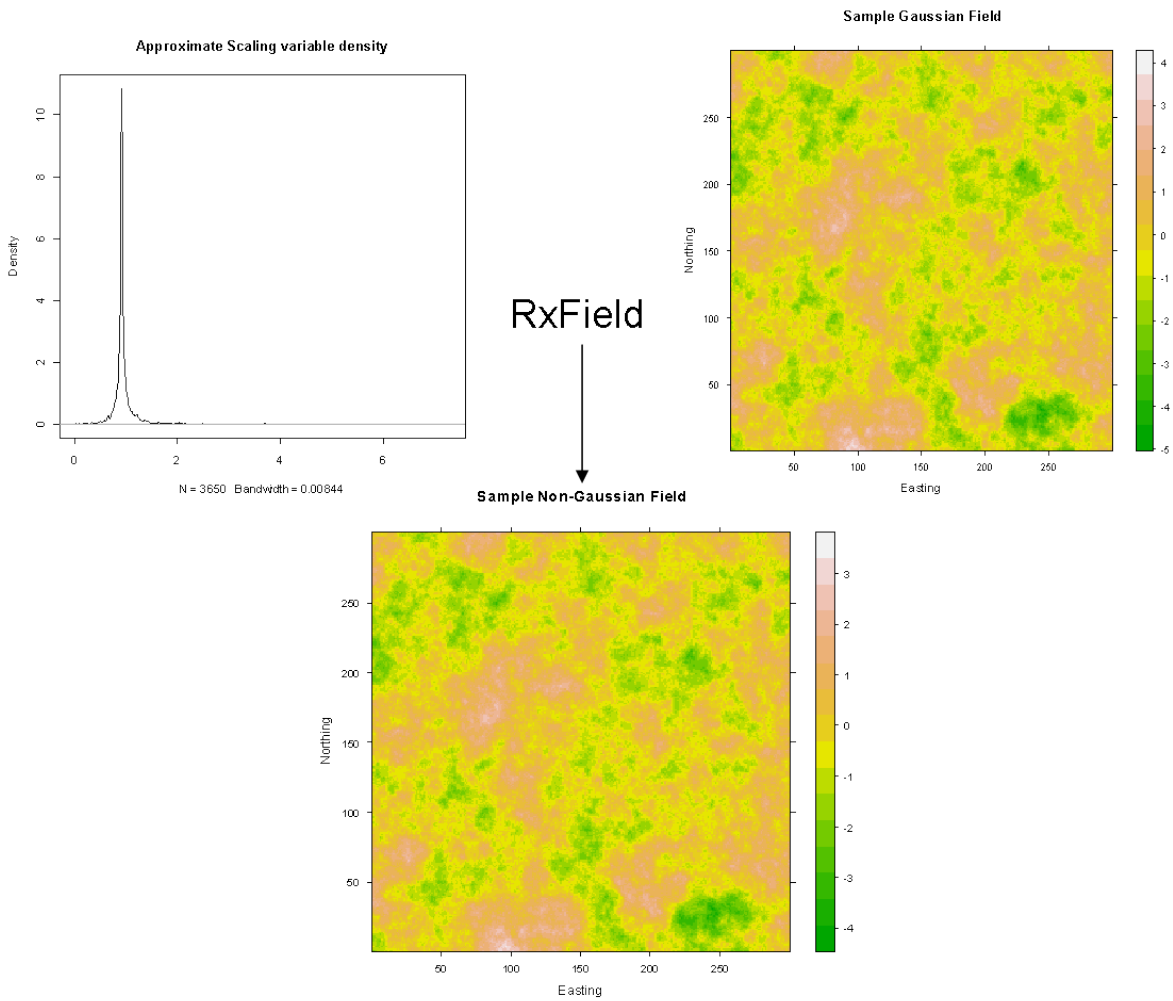 Approximate Scaling variable density
Density
0
2
4
6
8
10
0 2 4 6
N = 3650 Bandwidth = 0.00844
Sample Gaussian Field
Northing
250
200
150
100
50
50 100 150 200 250
Easting
4
3
2
1
0
-1
-2
-3
-4
-5
RxField
Sample Non-Gaussian Field
Northing
250
200
150
100
50
50 100 150 200 250
Easting
3
2
1
0
-1
-2
-3
-4